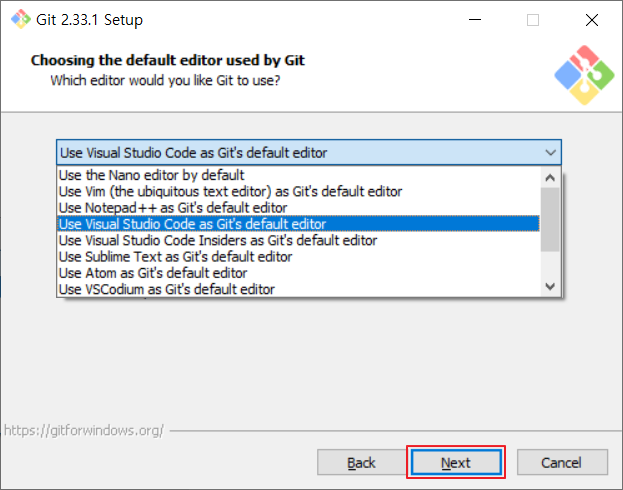 Git 2.33.1 Setup
Choosing the default editor used by Git
Which editor would you like Git to use?
Use Visual Studio Code as Git's default editor
Use the Nano editor by default
Use Vim (the ubiquitous text editor) as Git's default editor
Use Notepad++ as Git's default editor
Use Visual Studio Code as Git's default editor
Use Visual Studio Code Insiders as Git's default editor
Use Sublime Text as Git's default editor
Use Atom as Git's default editor
Use VSCodium as Git's default editor
https://gitforwindows.org/
Back Next Cancel